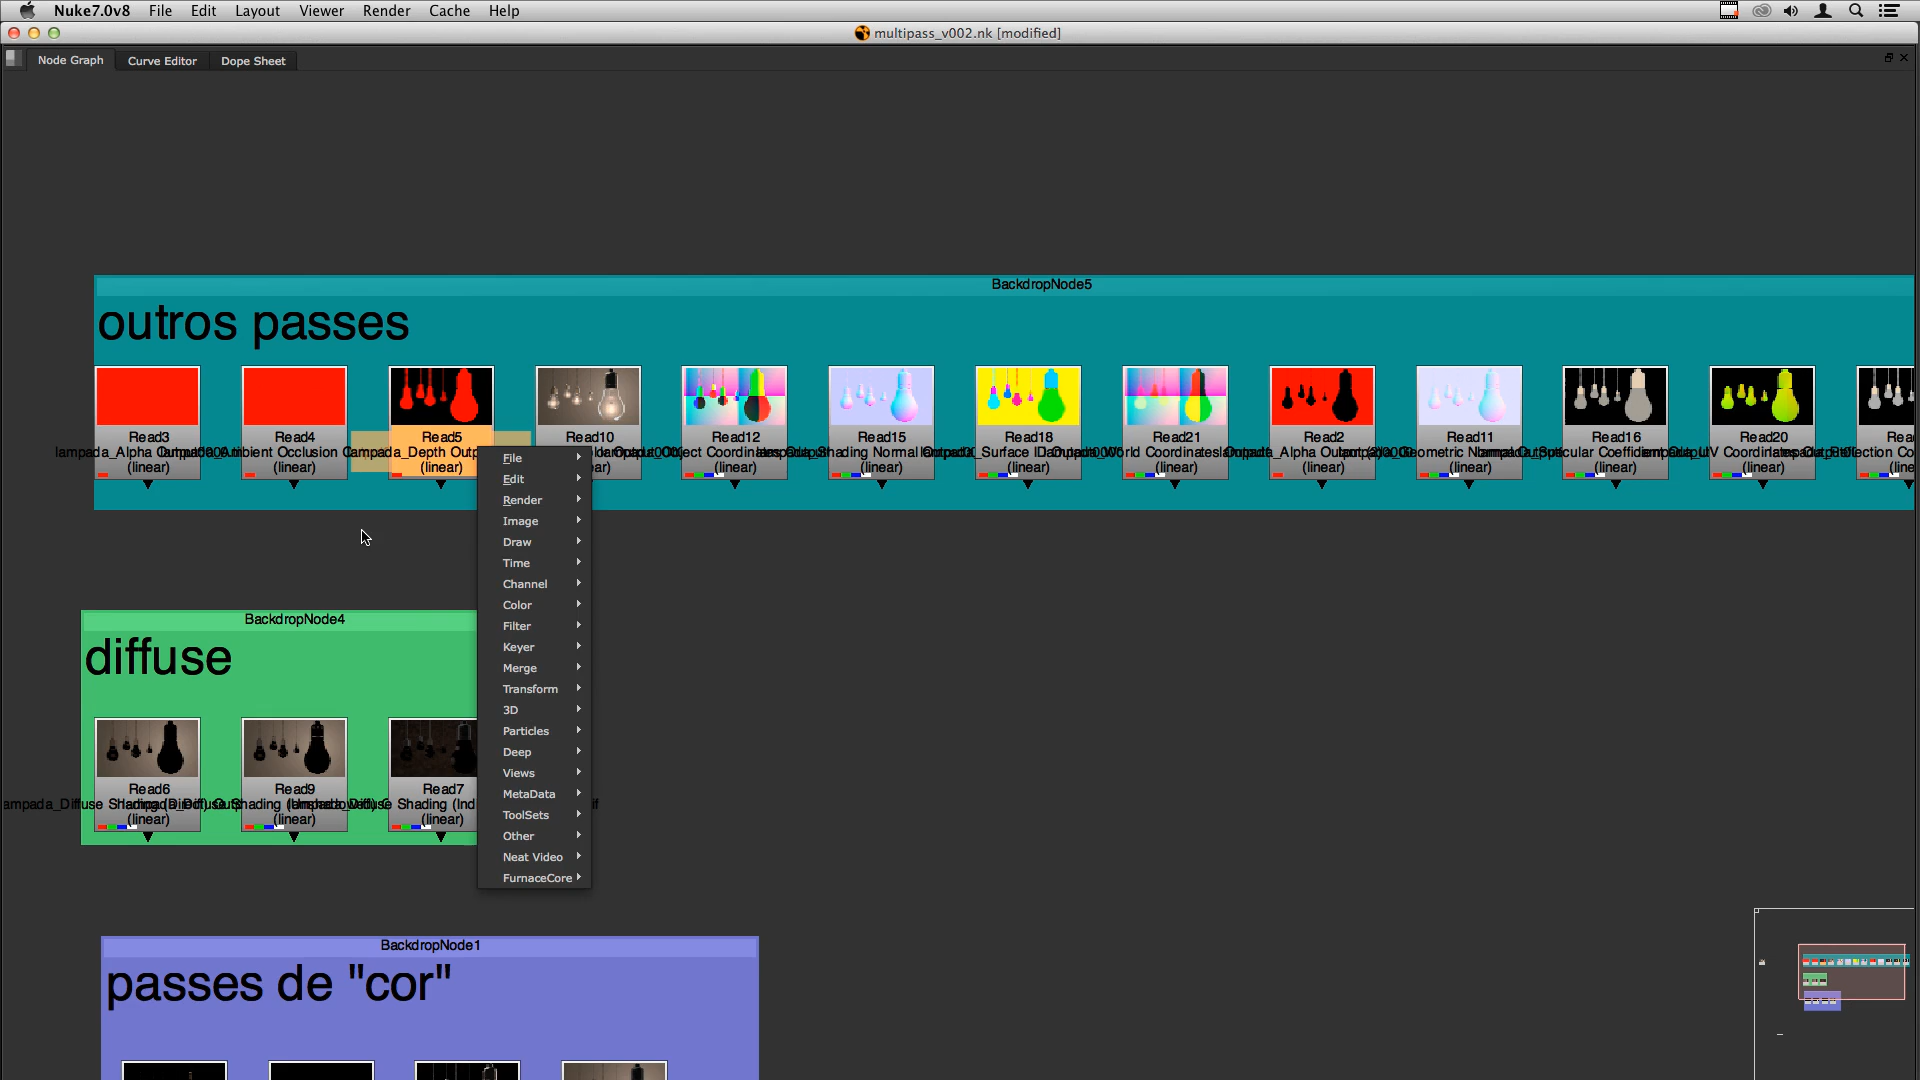 Nuke7.0v8 File Edit Layout Viewer Render Cache Help
multipass_v002.nk [modified]
Node Graph Curve Editor Dope Sheet
BackdropNode5
outros passes
Read3 Read4 Read5 Read10 Read12 Read15 Read18 Read21 Read2 Read11 Read16 Read20 Rea
(linear) (linear) (linear) ar) (linear) (linear) (linear) (linear) (linear) (linear) (linear) (linear)
File
Edit
Render
Image
Draw
Time
Channel
Color
Filter
Keyer
Merge
Transform
3D
Particles
Deep
Views
MetaData
ToolSets
Other
Neat Video
FurnaceCore
BackdropNode4
diffuse
Read6 Read9 Read7
(linear) (linear) (linear)
BackdropNode1
passes de "cor"